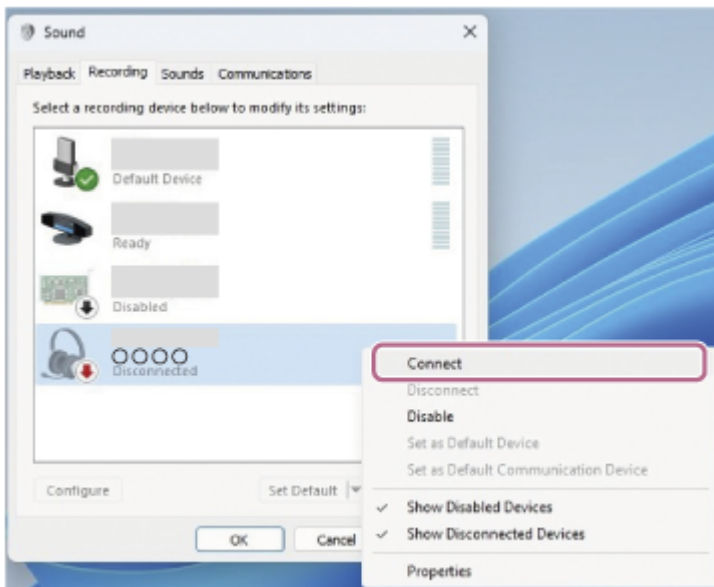 Sound
Playback Recording Sounds Communications
Select a recording device below to modify its settings:
Default Device
Ready
Disabled
○○○○
Disconnected
Connect
Disconnect
Disable
Set as Default Device
Set as Default Communication Device
Configure Set Default
Show Disabled Devices
Show Disconnected Devices
OK Cancel
Properties